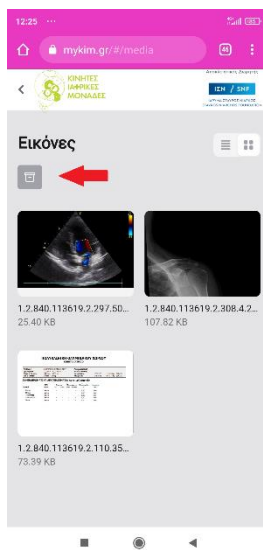 12:25 ...
mykim.gr/#/media
ΚΙΝΗΤΕΣ
ΙΑΤΡΙΚΕΣ
ΜΟΝΑΔΕΣ
ΙΣΝ / SNF
Εικόνες
1.2.840.113619.2.297.50...
25.40 KB
1.2.840.113619.2.308.4.2...
107.82 KB
1.2.840.113619.2.110.35...
73.39 KB